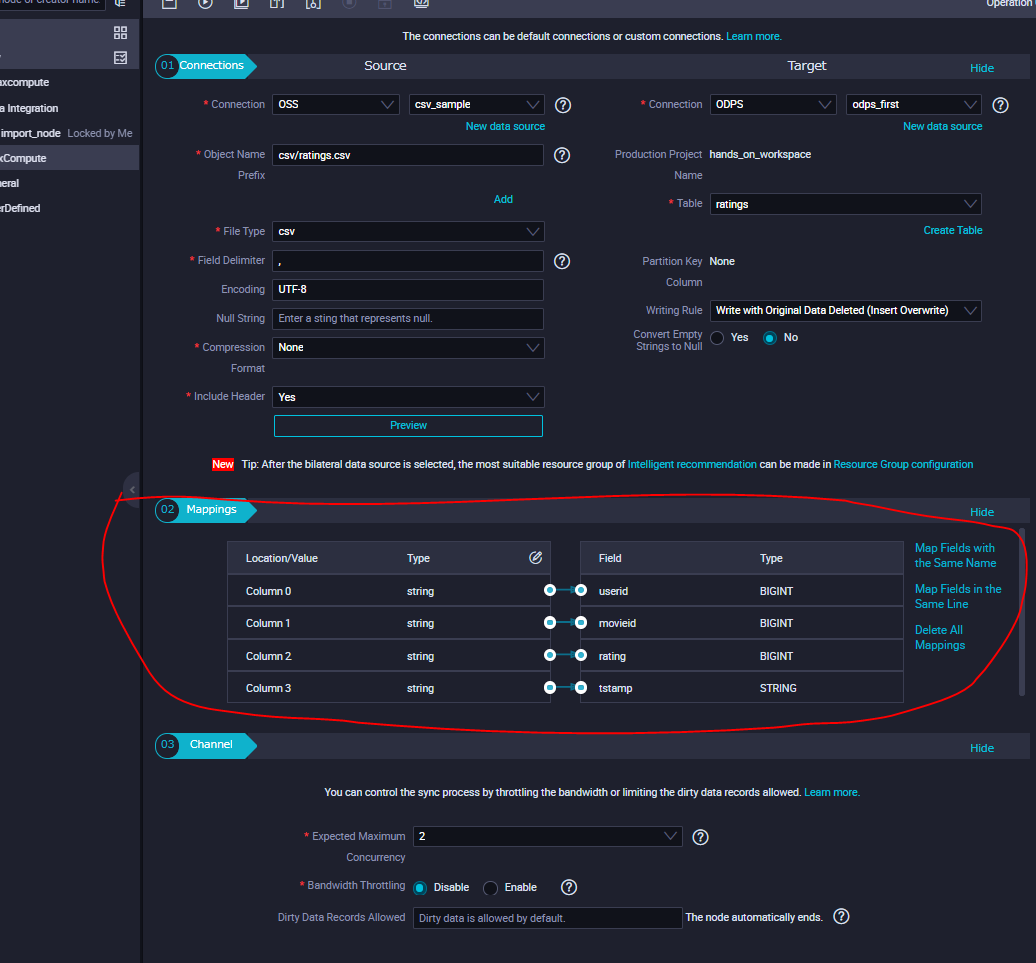 Operation
The connections can be default connections or custom connections. Learn more.
01 Connections Source Target Hide
* Connection OSS csv_sample ? * Connection ODPS odps_first ?
New data source New data source
* Object Name Prefix csv/ratings.csv ? Production Project Name hands_on_workspace
Add
* Table ratings
* File Type csv
Create Table
* Field Delimiter , ? Partition Key Column None
Encoding UTF-8
Null String Enter a sting that represents null. Writing Rule Write with Original Data Deleted (Insert Overwrite)
* Compression Format None Convert Empty Strings to Null Yes No
* Include Header Yes
Preview
New Tip: After the bilateral data source is selected, the most suitable resource group of Intelligent recommendation can be made in Resource Group configuration
02 Mappings Hide
Location/Value Type Field Type
Column 0 string userid BIGINT
Column 1 string movieid BIGINT
Column 2 string rating BIGINT
Column 3 string tstamp STRING
Map Fields with the Same Name
Map Fields in the Same Line
Delete All Mappings
03 Channel Hide
You can control the sync process by throttling the bandwidth or limiting the dirty data records allowed. Learn more.
* Expected Maximum Concurrency 2 ?
* Bandwidth Throttling Disable Enable ?
Dirty Data Records Allowed Dirty data is allowed by default. The node automatically ends. ?
node or creator name
axcompute
a Integration
import_node Locked by Me
xCompute
neral
erDefined